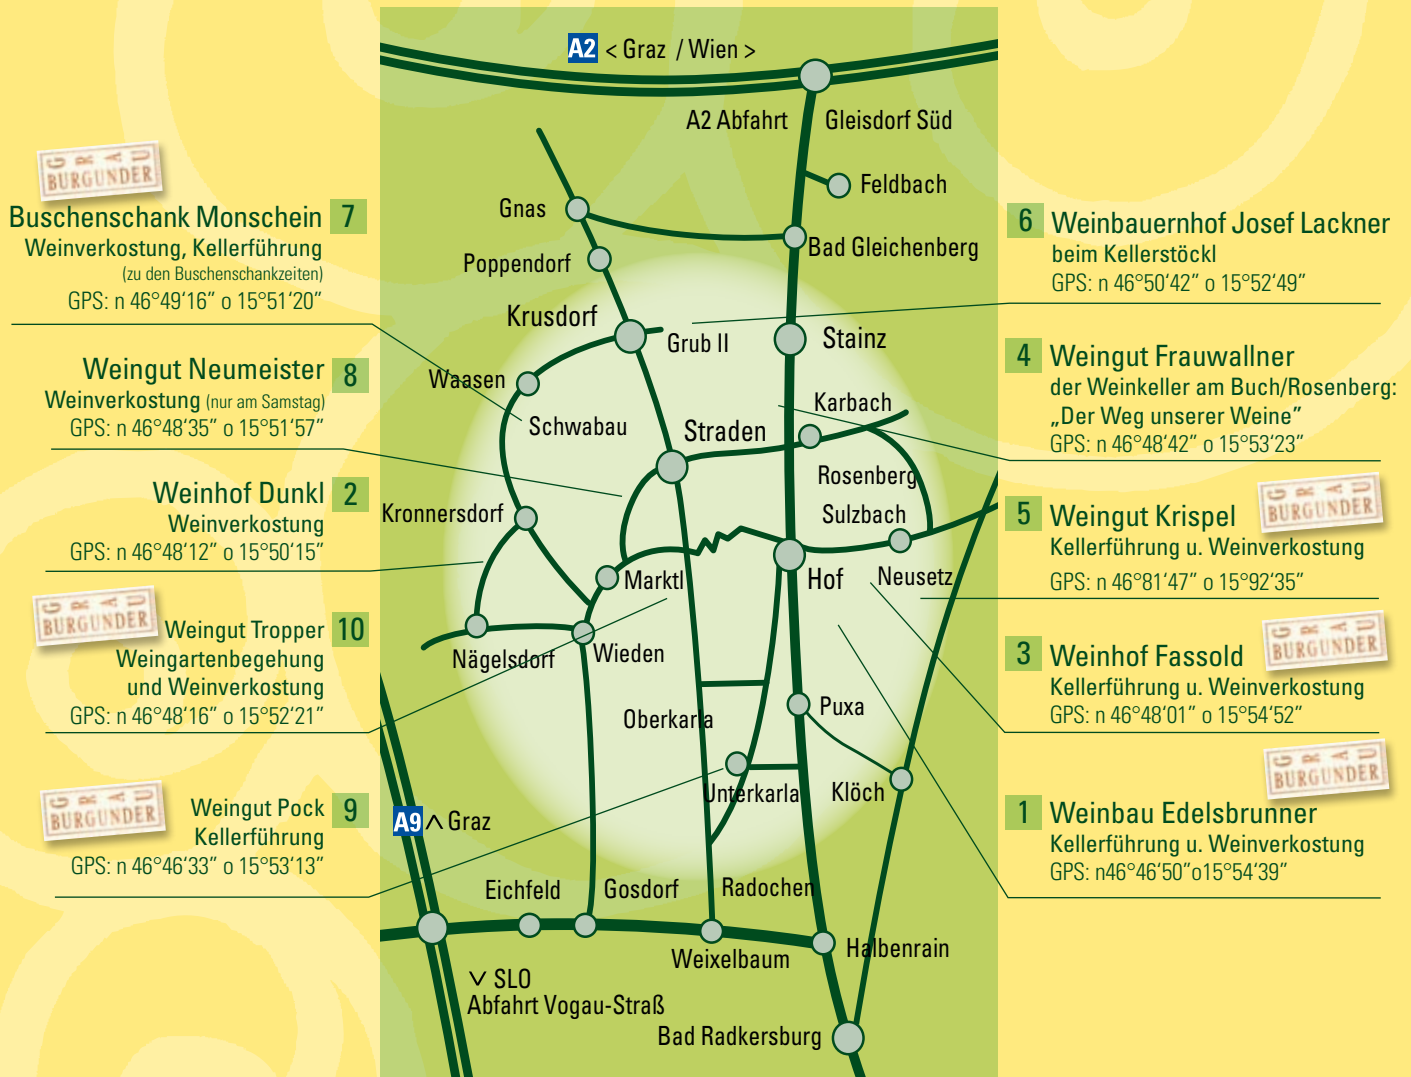 A2 < Graz / Wien >
A2 Abfahrt
Gleisdorf Süd
Feldbach
Gnas
Bad Gleichenberg
Poppendorf
Krusdorf
Grub II
Stainz
Waasen
Karbach
Schwabau
Straden
Rosenberg
Kronnersdorf
Sulzbach
Marktl
Hof
Neusetz
Nägelsdorf
Wieden
Oberkarla
Puxa
Unterkarla
Klöch
A9 ^ Graz
Eichfeld
Gosdorf
Radochen
Weixelbaum
Halbenrain
v SLO
Abfahrt Vogau-Straß
Bad Radkersburg
GRAU
BURGUNDER
Buschenschank Monschein 7
Weinverkostung, Kellerführung
(zu den Buschenschankzeiten)
GPS: n 46°49‘16” o 15°51‘20”
Weingut Neumeister 8
Weinverkostung (nur am Samstag)
GPS: n 46°48‘35” o 15°51‘57”
Weinhof Dunkl 2
Weinverkostung
GPS: n 46°48‘12” o 15°50‘15”
GRAU
BURGUNDER
Weingut Tropper 10
Weingartenbegehung
und Weinverkostung
GPS: n 46°48‘16” o 15°52‘21”
GRAU
BURGUNDER
Weingut Pock 9
Kellerführung
GPS: n 46°46‘33” o 15°53‘13”
6 Weinbauernhof Josef Lackner
beim Kellerstöckl
GPS: n 46°50‘42” o 15°52‘49”
4 Weingut Frauwallner
der Weinkeller am Buch/Rosenberg:
„Der Weg unserer Weine”
GPS: n 46°48‘42” o 15°53‘23”
GRAU
BURGUNDER
5 Weingut Krispel
Kellerführung u. Weinverkostung
GPS: n 46°81‘47” o 15°92‘35”
GRAU
BURGUNDER
3 Weinhof Fassold
Kellerführung u. Weinverkostung
GPS: n 46°48‘01” o 15°54‘52”
GRAU
BURGUNDER
1 Weinbau Edelsbrunner
Kellerführung u. Weinverkostung
GPS: n46°46‘50”o15°54‘39”